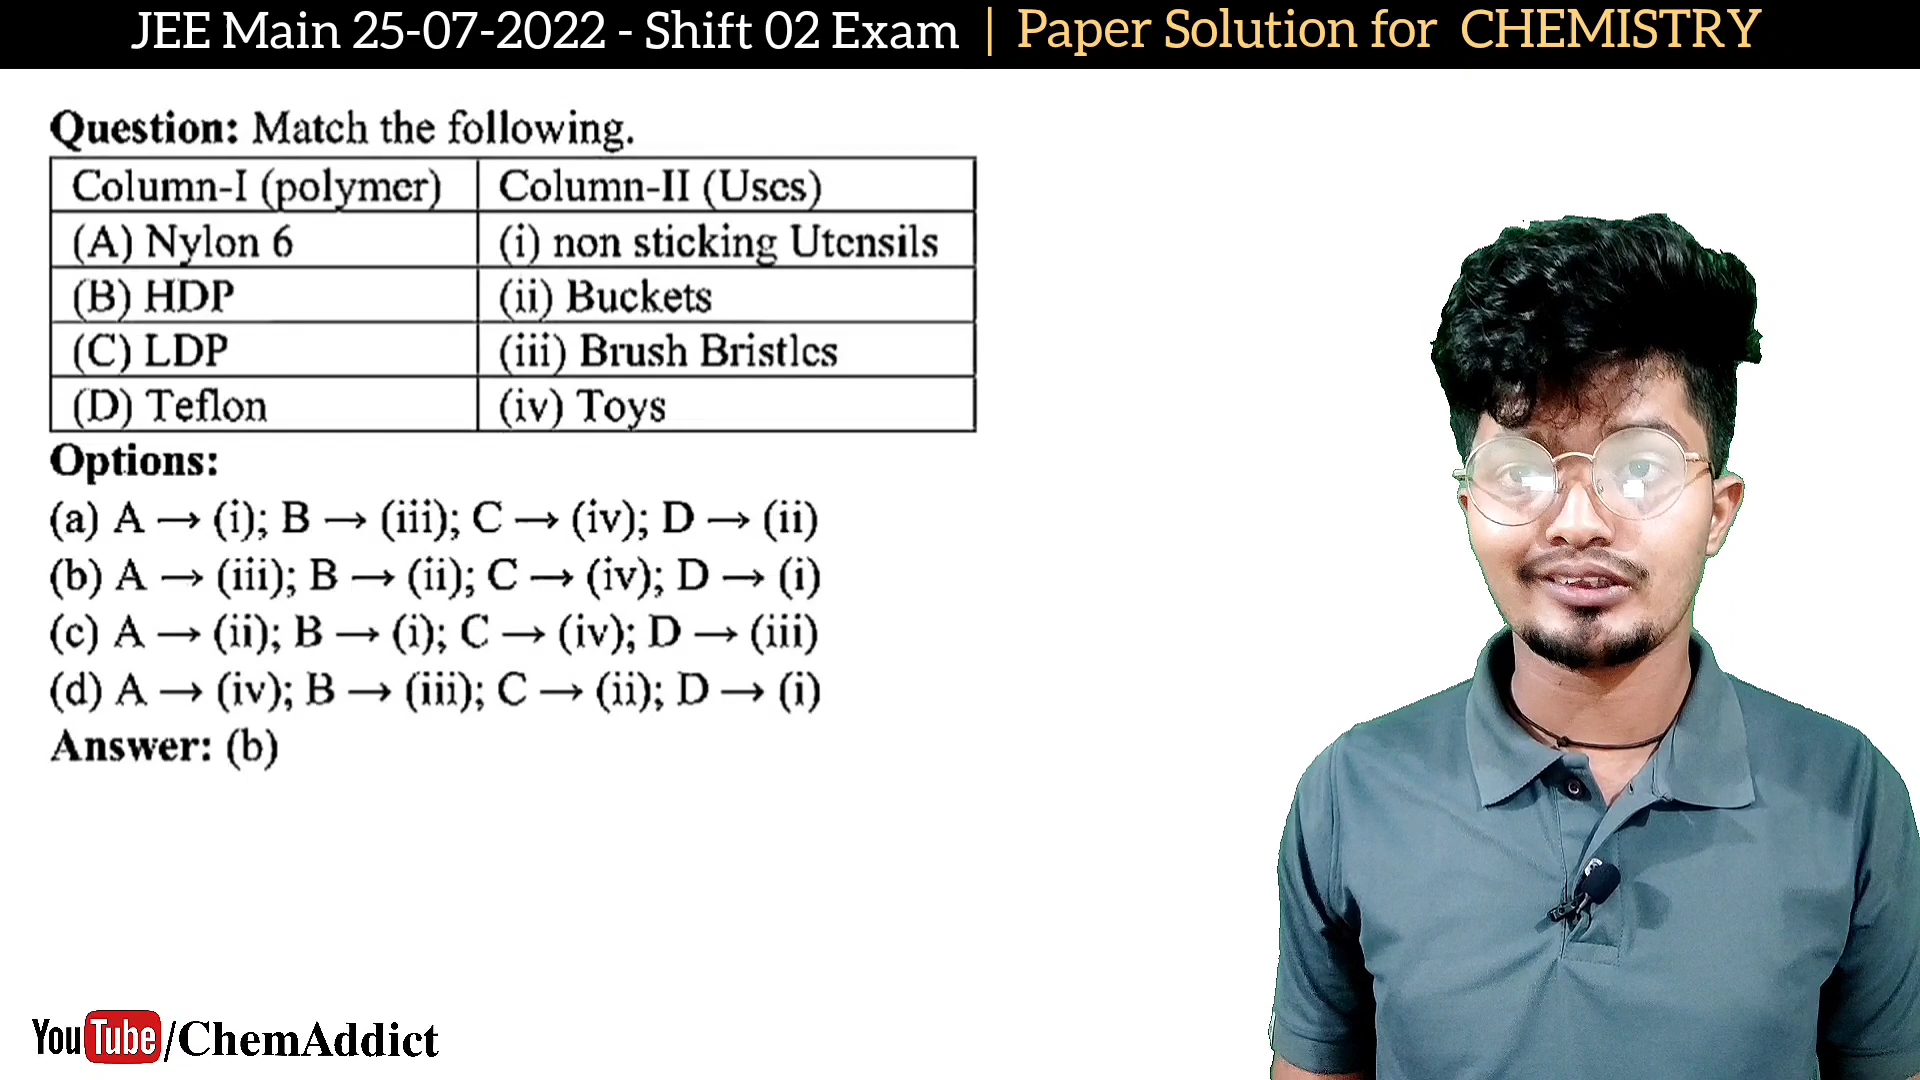 JEE Main 25-07-2022 - Shift 02 Exam | Paper Solution for CHEMISTRY
Question: Match the following.
Column-I (polymer) Column-II (Uses)
(A) Nylon 6 (i) non sticking Utensils
(B) HDP (ii) Buckets
(C) LDP (iii) Brush Bristles
(D) Teflon (iv) Toys
Options:
(a) A → (i); B → (iii); C → (iv); D → (ii)
(b) A → (iii); B → (ii); C → (iv); D → (i)
(c) A → (ii); B → (i); C → (iv); D → (iii)
(d) A → (iv); B → (iii); C → (ii); D → (i)
Answer: (b)
YouTube/ChemAddict